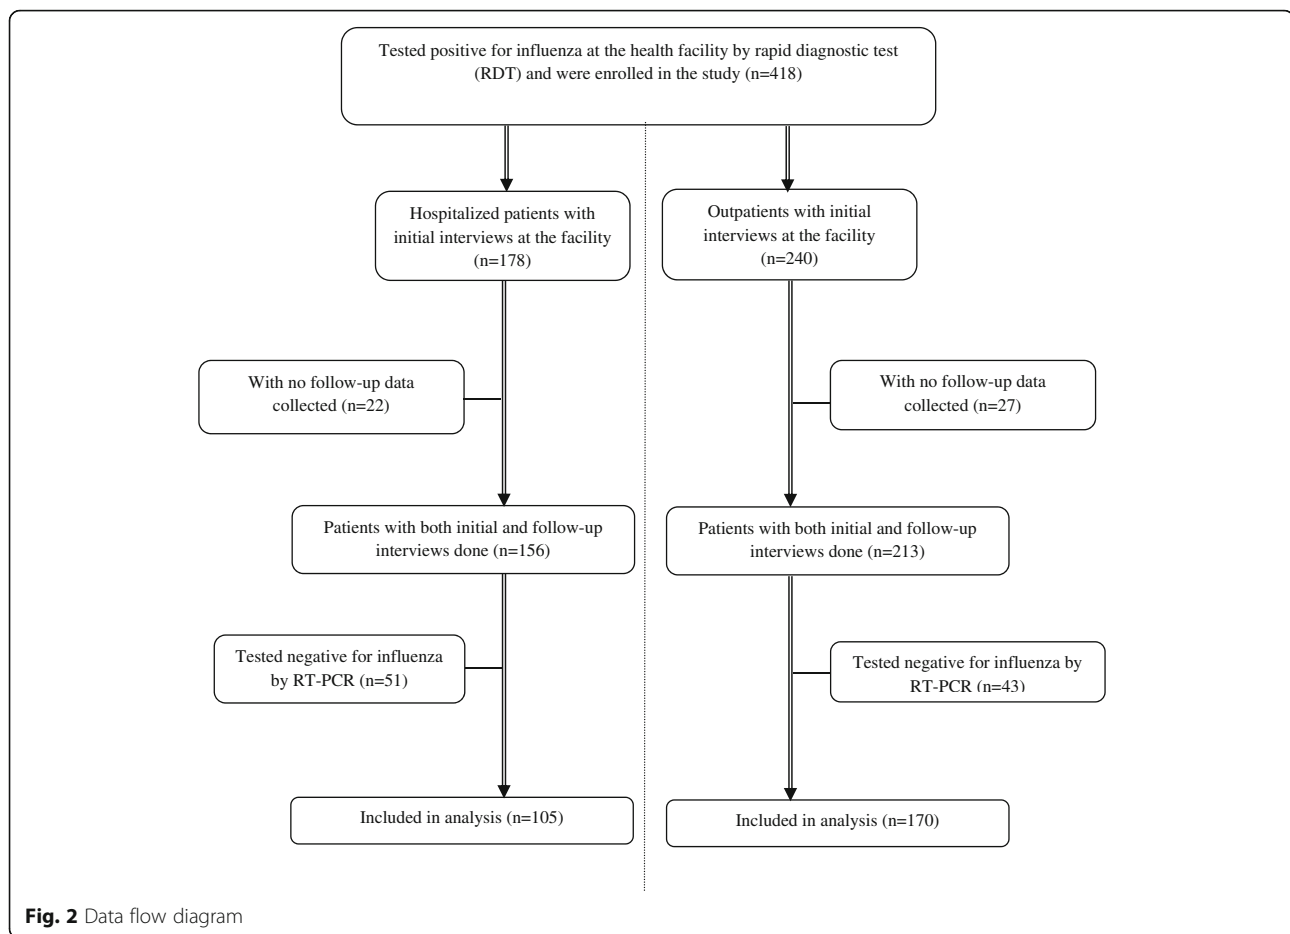 Tested positive for influenza at the health facility by rapid diagnostic test
(RDT) and were enrolled in the study (n=418)
Hospitalized patients with
initial interviews at the facility
(n=178)
Outpatients with initial
interviews at the facility
(n=240)
With no follow-up data
collected (n=22)
With no follow-up data
collected (n=27)
Patients with both initial and follow-up
interviews done (n=156)
Patients with both initial and follow-up
interviews done (n=213)
Tested negative for influenza
by RT-PCR (n=51)
Tested negative for influenza by
RT-PCR (n=43)
Included in analysis (n=105)
Included in analysis (n=170)
Fig. 2 Data flow diagram